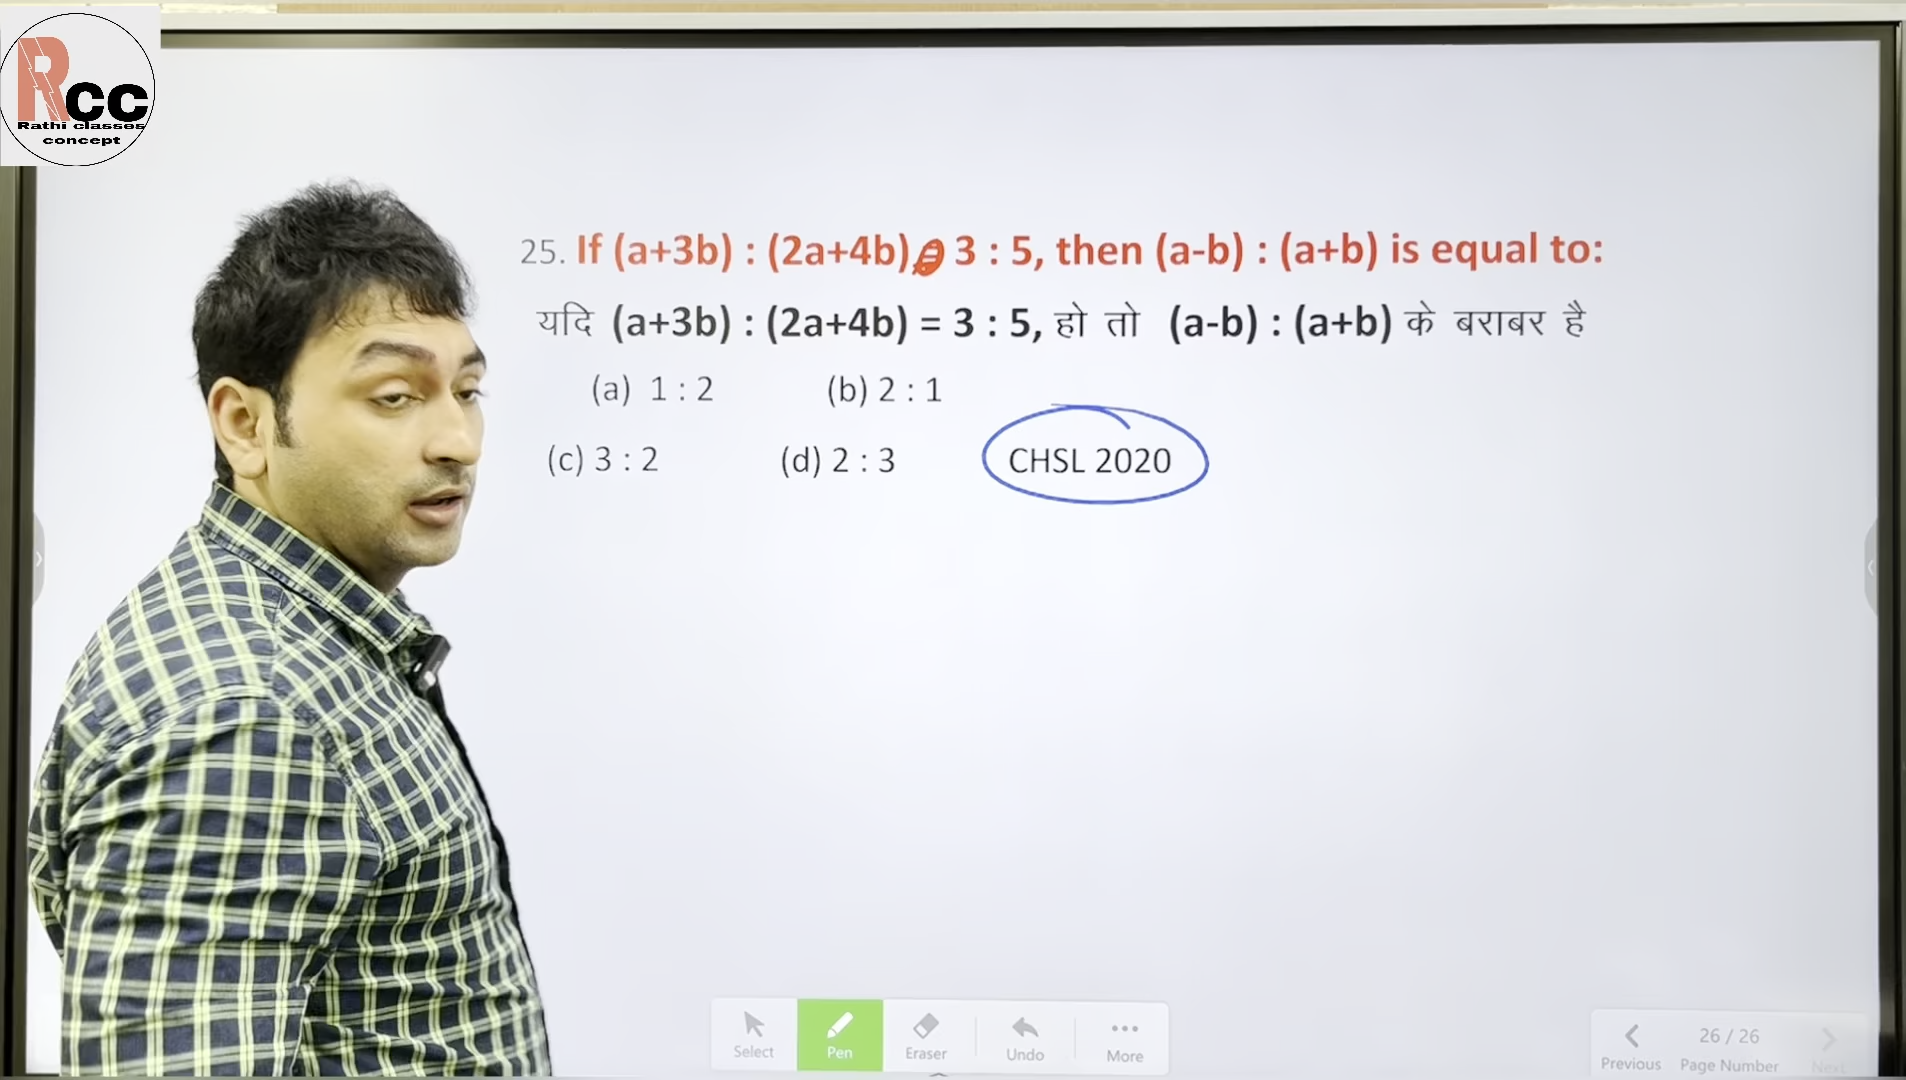 Rcc
Rathi classes
concept
25. If (a+3b) : (2a+4b) = 3 : 5, then (a-b) : (a+b) is equal to:
यदि (a+3b) : (2a+4b) = 3 : 5, हो तो (a-b) : (a+b) के बराबर है
(a) 1 : 2 (b) 2 : 1
(c) 3 : 2 (d) 2 : 3 CHSL 2020
Select Pen Eraser Undo More
26 / 26
Previous Page Number Next